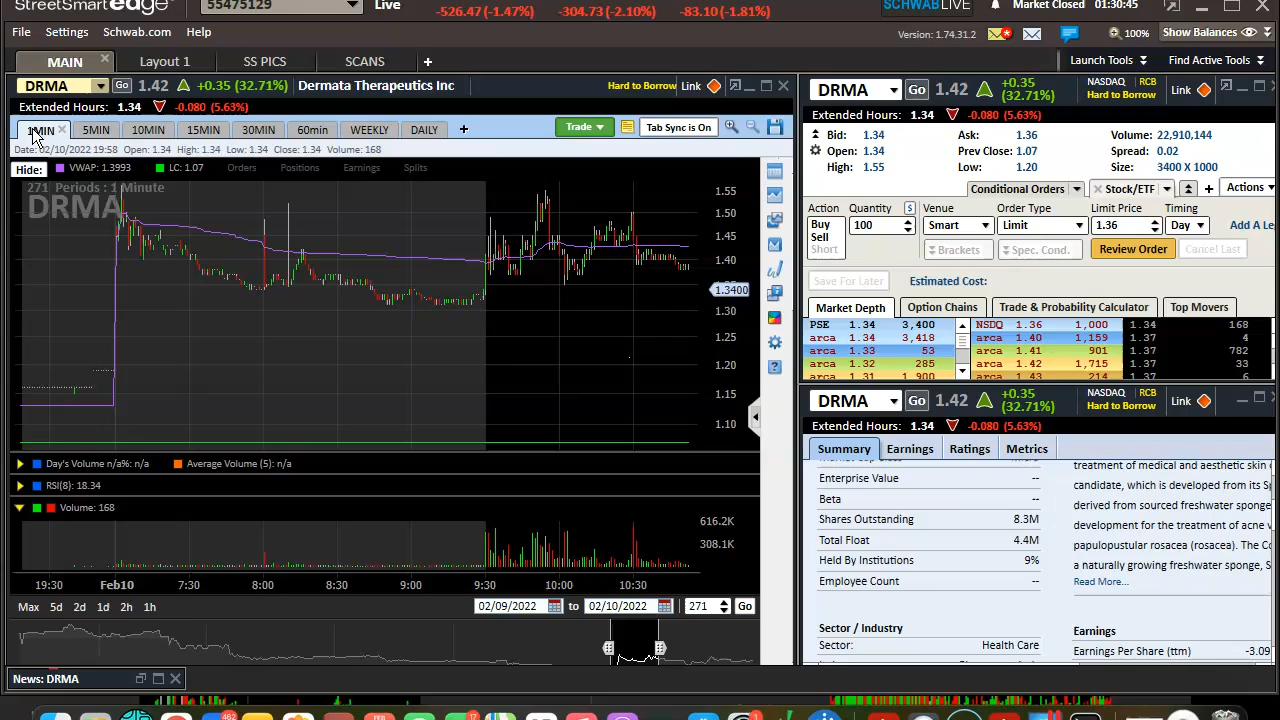 StreetSmart edge
55475129
Live
-526.47 (-1.47%)
-304.73 (-2.10%)
-83.10 (-1.81%)
SCHWABLIVE
Market Closed
01:30:45
File
Settings
Schwab.com
Help
Version: 1.74.31.2
100%
Show Balances
MAIN
Layout 1
SS PICS
SCANS
Launch Tools
Find Active Tools
DRMA
Go
1.42
+0.35 (32.71%)
Dermata Therapeutics Inc
Hard to Borrow
Link
Extended Hours: 1.34
-0.080 (5.63%)
1MIN
5MIN
10MIN
15MIN
30MIN
60min
WEEKLY
DAILY
Trade
Tab Sync is On
Date: 02/10/2022 19:58 Open: 1.34 High: 1.34 Low: 1.34 Close: 1.34 Volume: 168
Hide:
VWAP: 1.3993
LC: 1.07
Orders
Positions
Earnings
Splits
271 Periods : 1 Minute
DRMA
1.55
1.50
1.45
1.40
1.3400
1.30
1.25
1.20
1.15
1.10
Day's Volume n/a%: n/a
Average Volume (5): n/a
RSI(8): 18.34
Volume: 168
616.2K
308.1K
19:30
Feb10
7:30
8:00
8:30
9:00
9:30
10:00
10:30
Max
5d
2d
1d
2h
1h
02/09/2022
to
02/10/2022
271
Go
News: DRMA
DRMA
Go
1.42
+0.35
(32.71%)
NASDAQ
RCB
Hard to Borrow
Link
Extended Hours: 1.34
-0.080 (5.63%)
Bid: 1.34
Ask: 1.36
Volume: 22,910,144
Open: 1.34
Prev Close: 1.07
Spread: 0.02
High: 1.55
Low: 1.20
Size: 3400 X 1000
Conditional Orders
Stock/ETF
Actions
Action
Quantity
Venue
Order Type
Limit Price
Timing
Buy
Sell
Short
100
Smart
Limit
1.36
Day
Add A Le
Brackets
Spec. Cond.
Review Order
Cancel Last
Save For Later
Estimated Cost:
Market Depth
Option Chains
Trade & Probability Calculator
Top Movers
PSE 1.34 3,400 NSDQ 1.36 1,000 1.34 168
arca 1.34 3,418 arca 1.40 1,159 1.37 4
arca 1.33 53 arca 1.41 901 1.37 782
arca 1.32 285 arca 1.42 1,715 1.37 33
arca 1.31 1,900 arca 1.43 214 1.37 6
DRMA
Go
1.42
+0.35
(32.71%)
NASDAQ
RCB
Hard to Borrow
Link
Extended Hours: 1.34
-0.080 (5.63%)
Summary
Earnings
Ratings
Metrics
Enterprise Value --
Beta --
Shares Outstanding 8.3M
Total Float 4.4M
Held By Institutions 9%
Employee Count --
Sector / Industry
Sector: Health Care
treatment of medical and aesthetic skin c
candidate, which is developed from its Sp
derived from sourced freshwater sponge
development for the treatment of acne v
papulopustular rosacea (rosacea). The Co
a naturally growing freshwater sponge, S
Read More...
Earnings
Earnings Per Share (ttm) -3.09